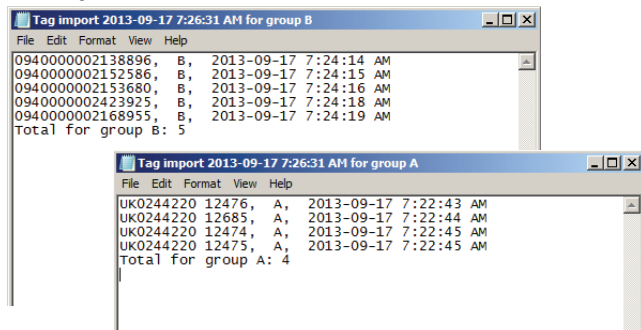 Tag import 2013-09-17 7:26:31 AM for group B
File Edit Format View Help
0940000002138896, B, 2013-09-17 7:24:14 AM
0940000002152586, B, 2013-09-17 7:24:15 AM
0940000002153680, B, 2013-09-17 7:24:16 AM
0940000002423925, B, 2013-09-17 7:24:18 AM
0940000002168955, B, 2013-09-17 7:24:19 AM
Total for group B: 5
Tag import 2013-09-17 7:26:31 AM for group A
File Edit Format View Help
UK0244220 12476, A, 2013-09-17 7:22:43 AM
UK0244220 12685, A, 2013-09-17 7:22:44 AM
UK0244220 12474, A, 2013-09-17 7:22:45 AM
UK0244220 12475, A, 2013-09-17 7:22:45 AM
Total for group A: 4